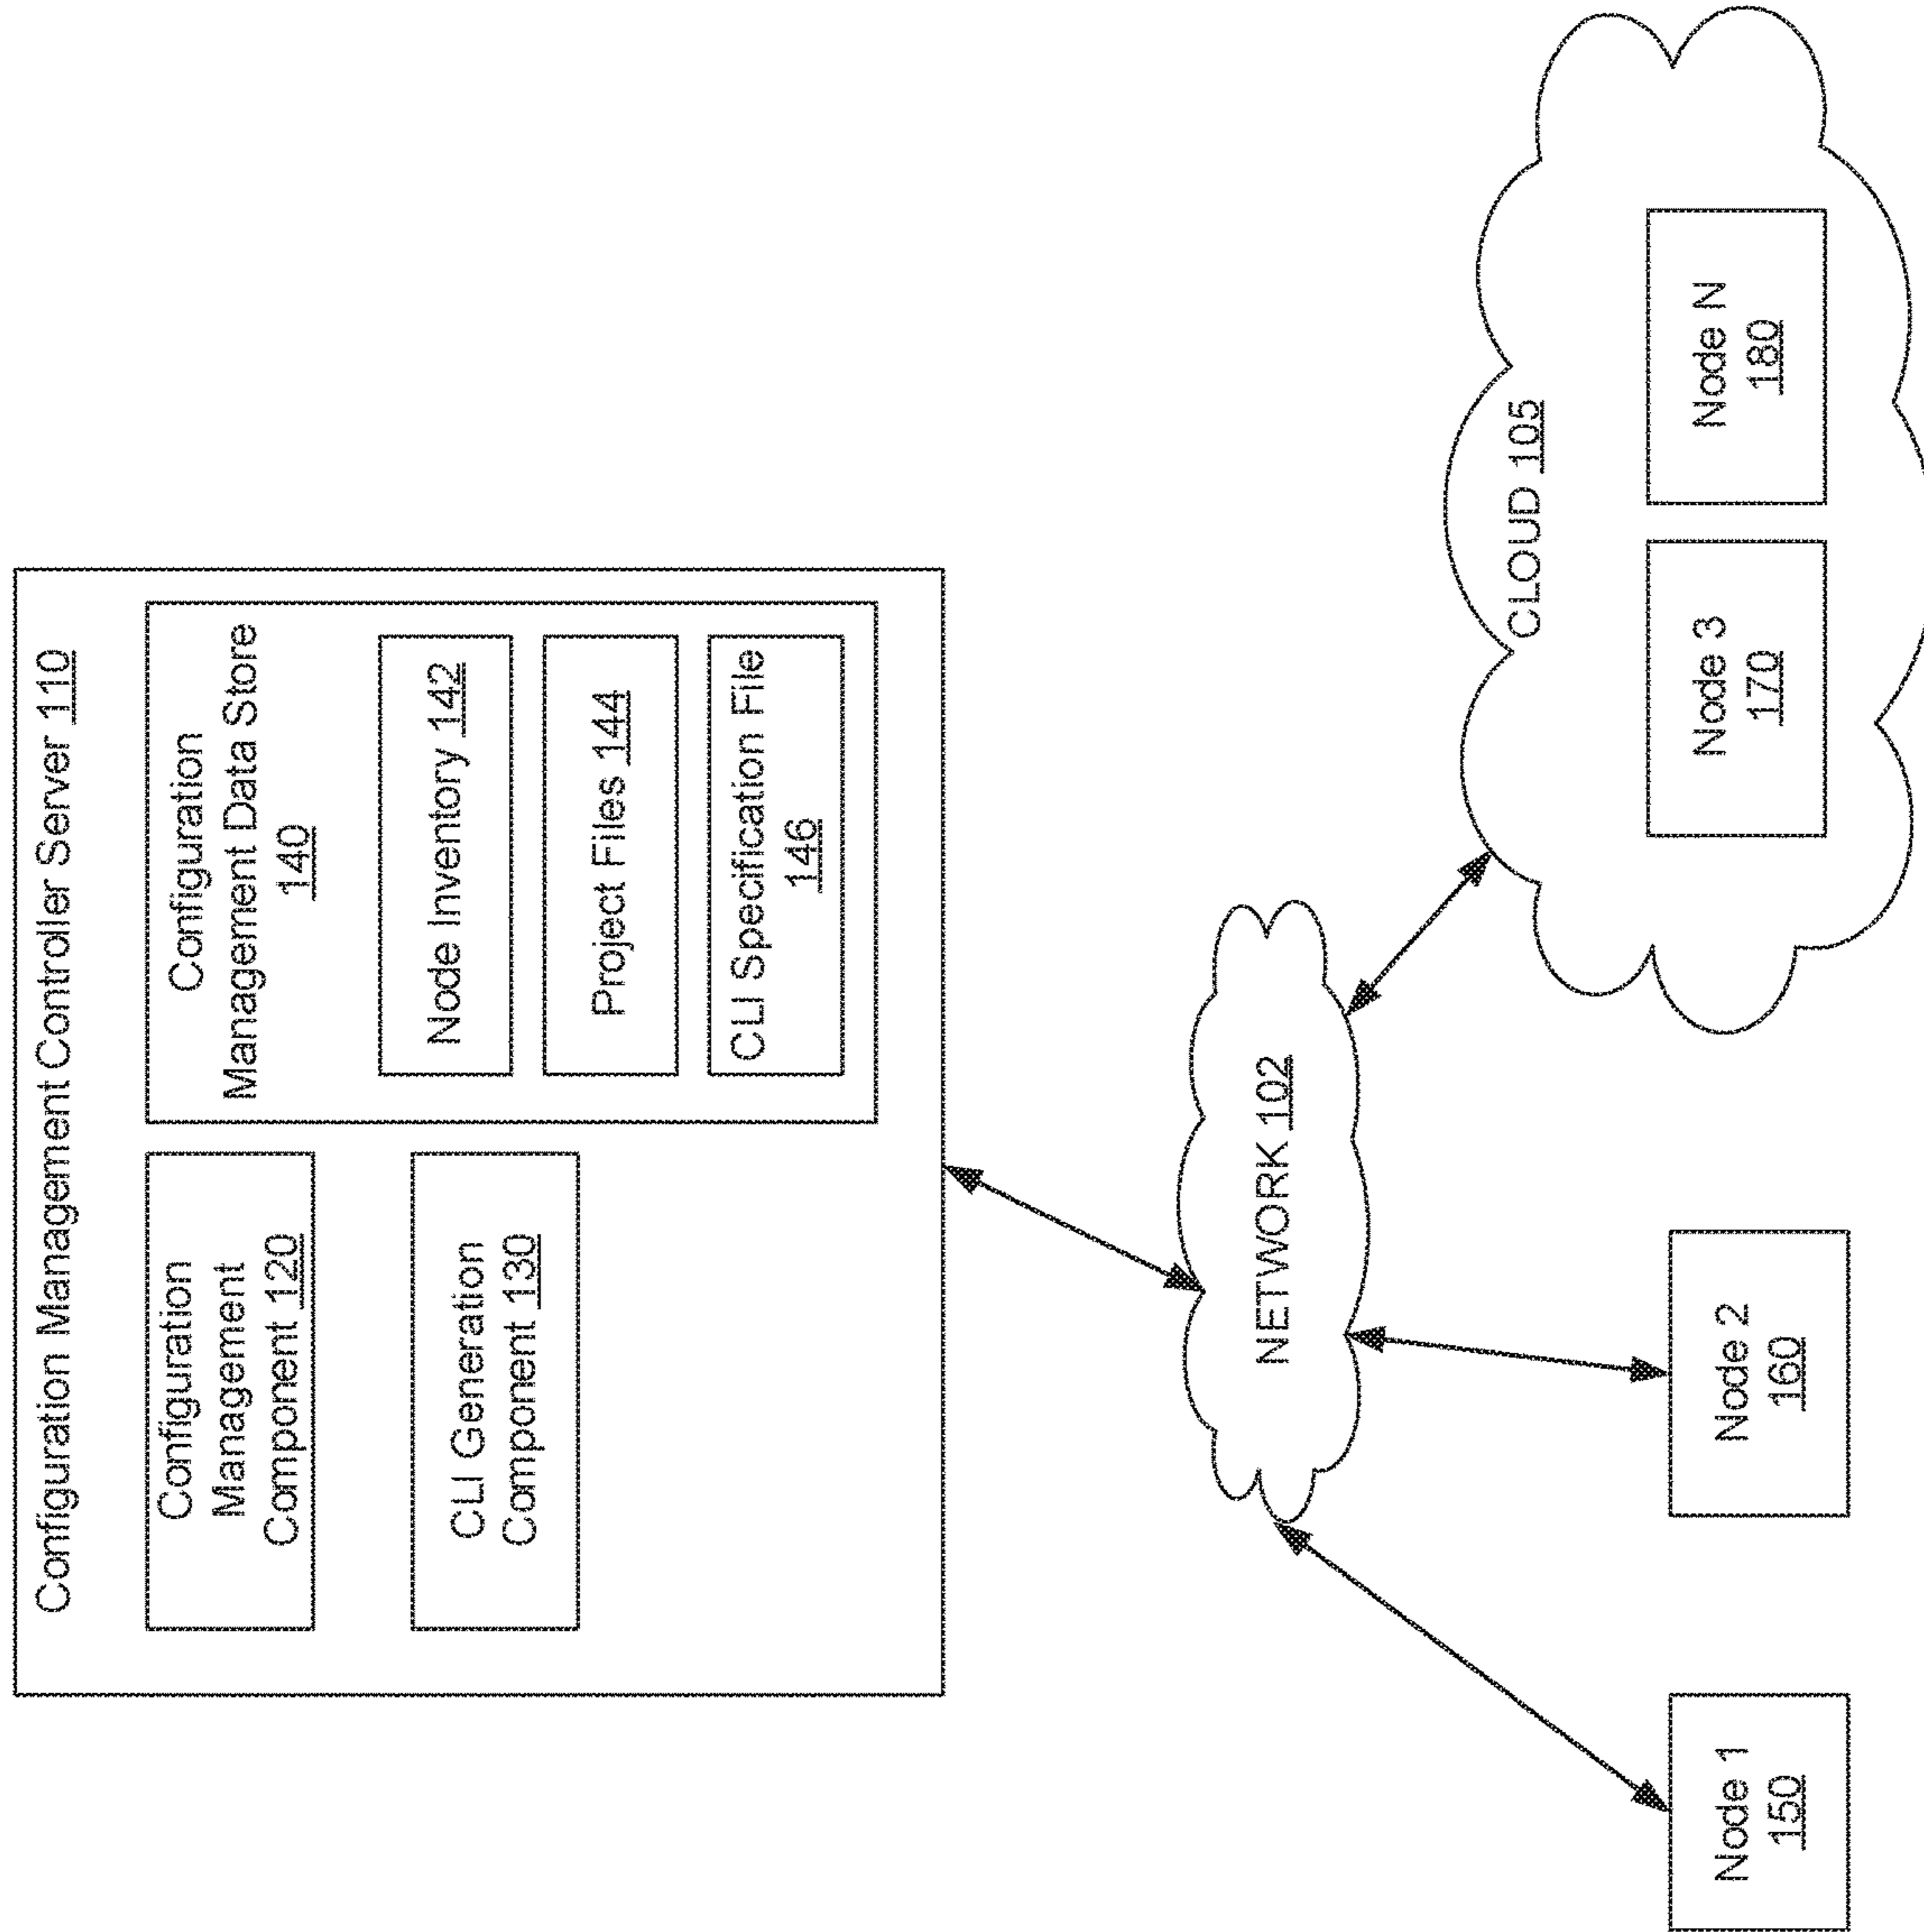 Configuration Management Controller Server 110
Configuration
Management
Component 120
CLI Generation
Component 130
Configuration
Management Data Store
140
Node Inventory 142
Project Files 144
CLI Specification File
146
NETWORK 102
CLOUD 105
Node 1
150
Node 2
160
Node 3
170
Node N
180